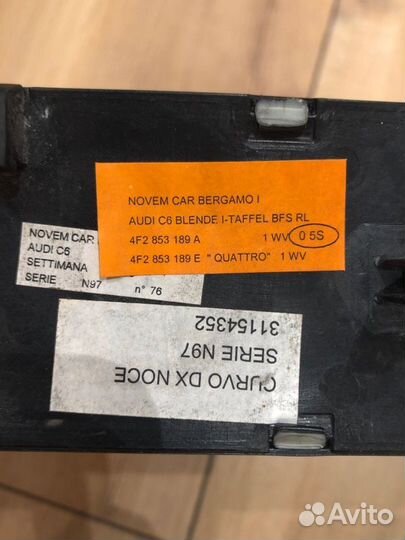 NOVEM CAR BERGAMO I
AUDI C6 BLENDE I-TAFFEL BFS RL
4F2 853 189 A 1 WV 0 5S
4F2 853 189 E " QUATTRO" 1 WV
NOVEM CAR
AUDI C6
SETTIMANA
SERIE N97 n° 76
CURVO DX NOCE
SERIE N97
31154352
Avito